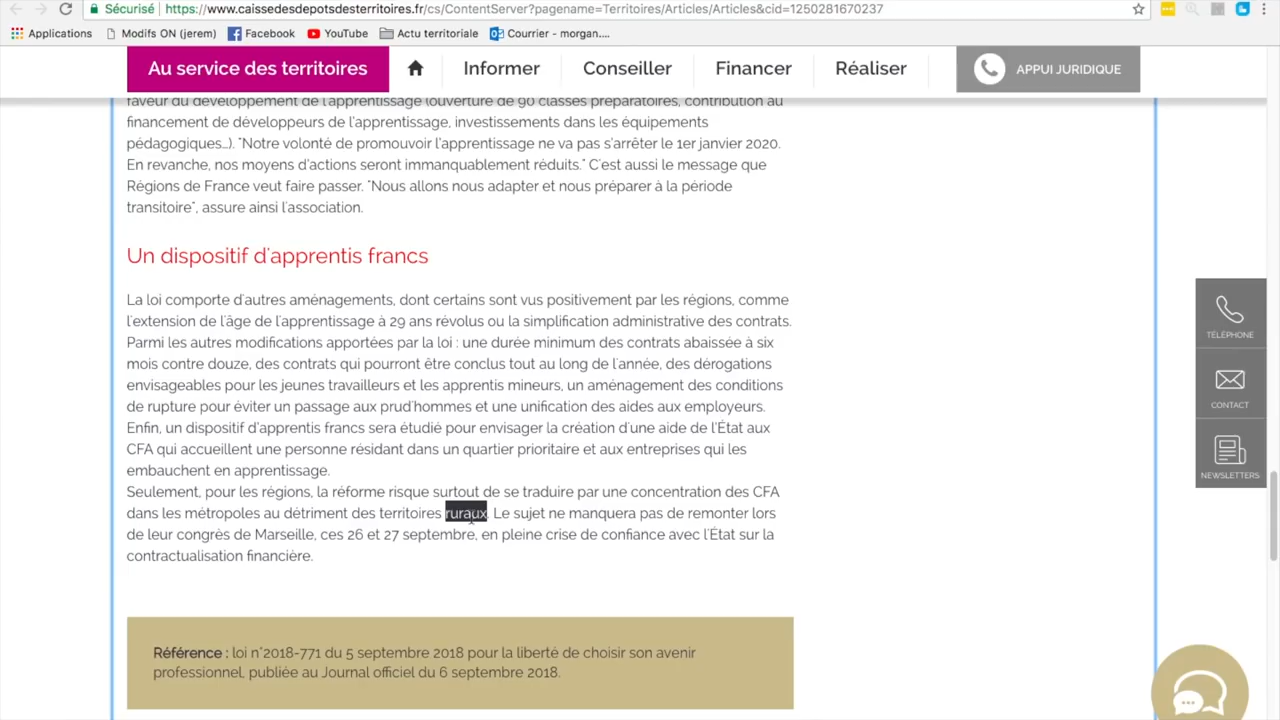 Sécurisé https://www.caissedesdepotsdesterritoires.fr/cs/ContentServer?pagename=Territoires/Articles/Articles&cid=1250281670237
Applications Modifs ON (jerem) Facebook YouTube Actu territoriale Courrier - morgan....
Au service des territoires Informer Conseiller Financer Réaliser APPUI JURIDIQUE
faveur du développement de l'apprentissage (ouverture de 90 classes préparatoires, contribution au
financement de développeurs de l'apprentissage, investissements dans les équipements
pédagogiques…). "Notre volonté de promouvoir l'apprentissage ne va pas s'arrêter le 1er janvier 2020.
En revanche, nos moyens d'actions seront immanquablement réduits." C'est aussi le message que
Régions de France veut faire passer. "Nous allons nous adapter et nous préparer à la période
transitoire", assure ainsi l'association.
Un dispositif d'apprentis francs
La loi comporte d'autres aménagements, dont certains sont vus positivement par les régions, comme
l'extension de l'âge de l'apprentissage à 29 ans révolus ou la simplification administrative des contrats.
Parmi les autres modifications apportées par la loi : une durée minimum des contrats abaissée à six
mois contre douze, des contrats qui pourront être conclus tout au long de l'année, des dérogations
envisageables pour les jeunes travailleurs et les apprentis mineurs, un aménagement des conditions
de rupture pour éviter un passage aux prud'hommes et une unification des aides aux employeurs.
Enfin, un dispositif d'apprentis francs sera étudié pour envisager la création d'une aide de l'État aux
CFA qui accueillent une personne résidant dans un quartier prioritaire et aux entreprises qui les
embauchent en apprentissage.
Seulement, pour les régions, la réforme risque surtout de se traduire par une concentration des CFA
dans les métropoles au détriment des territoires ruraux. Le sujet ne manquera pas de remonter lors
de leur congrès de Marseille, ces 26 et 27 septembre, en pleine crise de confiance avec l'État sur la
contractualisation financière.
TÉLÉPHONE
CONTACT
NEWSLETTERS
Référence : loi n°2018-771 du 5 septembre 2018 pour la liberté de choisir son avenir
professionnel, publiée au Journal officiel du 6 septembre 2018.